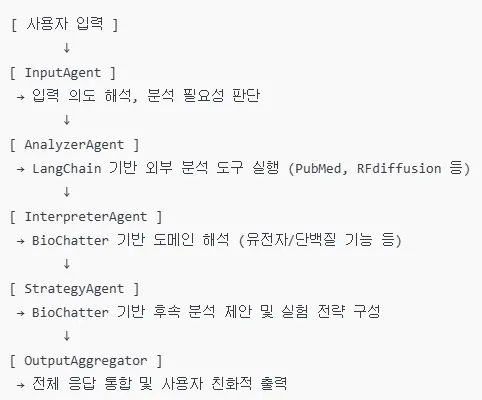 [ 사용자 입력 ]
↓
[ InputAgent ]
→ 입력 의도 해석, 분석 필요성 판단
↓
[ AnalyzerAgent ]
→ LangChain 기반 외부 분석 도구 실행 (PubMed, RFdiffusion 등)
↓
[ InterpreterAgent ]
→ BioChatter 기반 도메인 해석 (유전자/단백질 기능 등)
↓
[ StrategyAgent ]
→ BioChatter 기반 후속 분석 제안 및 실험 전략 구성
↓
[ OutputAggregator ]
→ 전체 응답 통합 및 사용자 친화적 출력